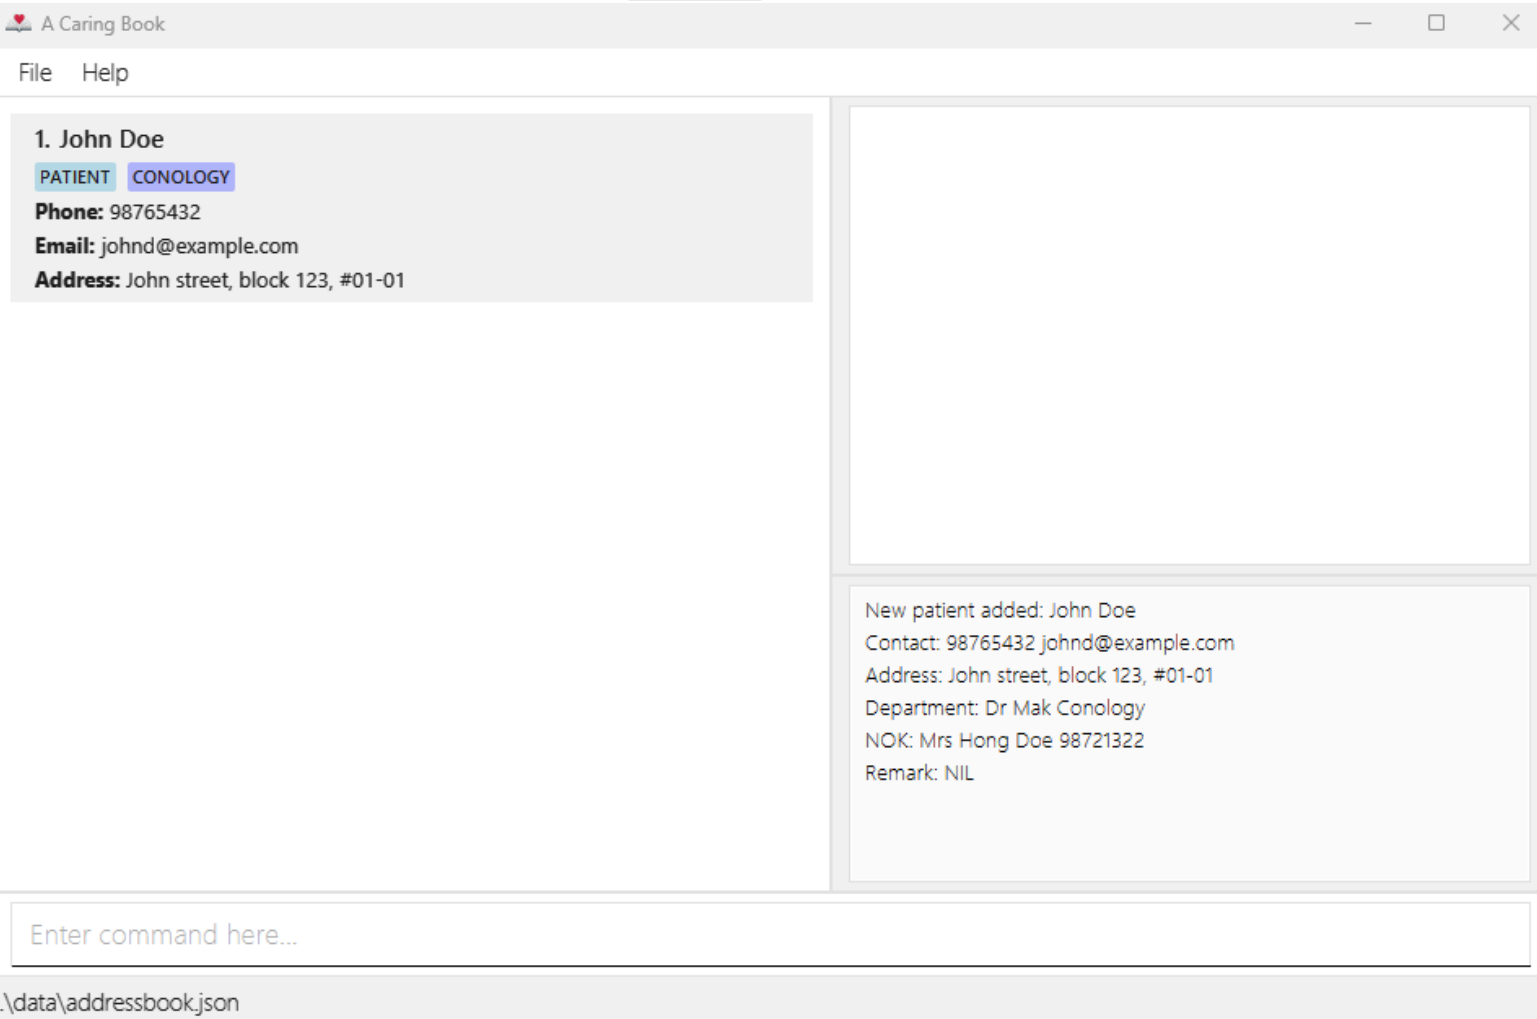 A Caring Book
File Help
1. John Doe
PATIENT CONOLOGY
Phone: 98765432
Email: johnd@example.com
Address: John street, block 123, #01-01
New patient added: John Doe
Contact: 98765432 johnd@example.com
Address: John street, block 123, #01-01
Department: Dr Mak Conology
NOK: Mrs Hong Doe 98721322
Remark: NIL
Enter command here...
.\data\addressbook.json